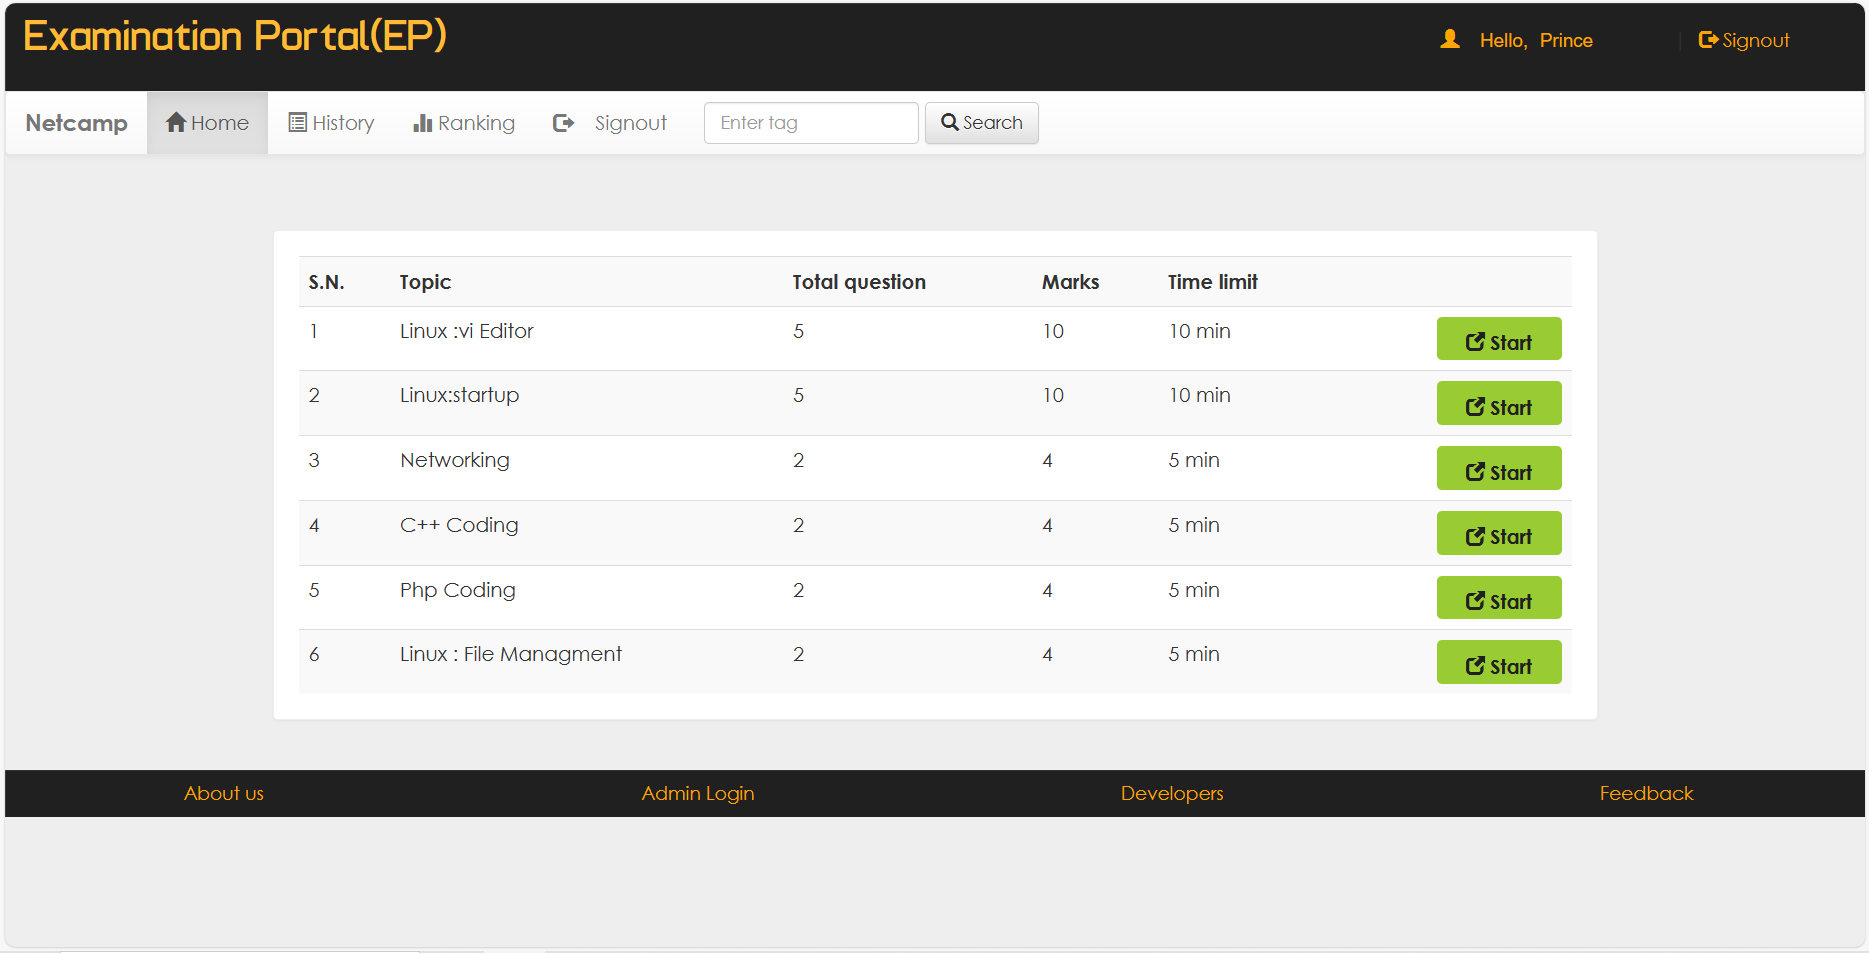 Examination Portal(EP)
Hello, Prince | Signout
Netcamp Home History Ranking Signout Enter tag Search
S.N. Topic Total question Marks Time limit
1 Linux :vi Editor 5 10 10 min Start
2 Linux:startup 5 10 10 min Start
3 Networking 2 4 5 min Start
4 C++ Coding 2 4 5 min Start
5 Php Coding 2 4 5 min Start
6 Linux : File Managment 2 4 5 min Start
About us Admin Login Developers Feedback